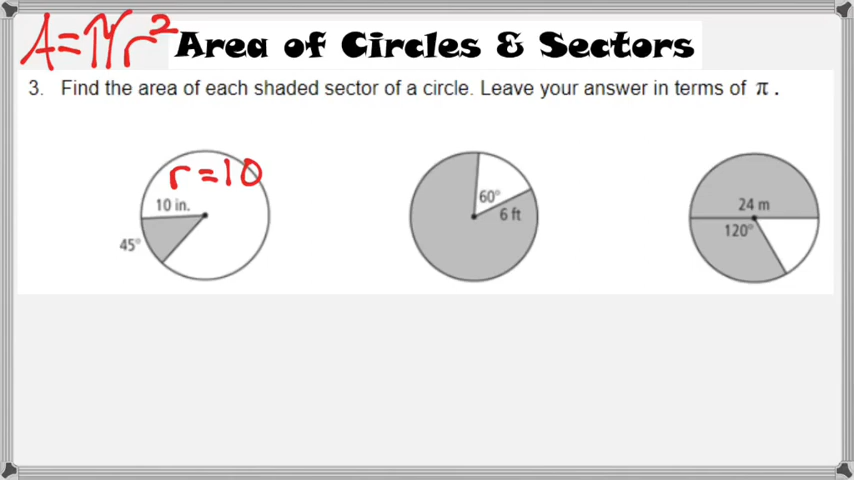 A=πr²
Area of Circles & Sectors
3. Find the area of each shaded sector of a circle. Leave your answer in terms of π.
r=10
10 in.
45°
60°
6 ft
24 m
120°